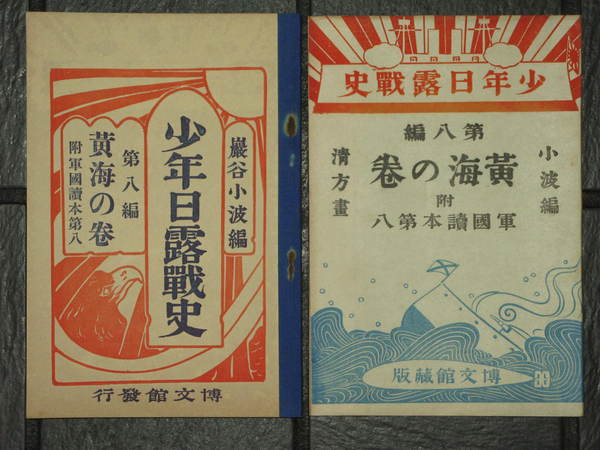 巖谷小波編
少年日露戰史
第八編
黃海の卷
附軍國讀本第八
博文館發行
少年日露戰史
第八編
小波編
黃海の卷
清方畫
附
軍國讀本第八
博文館藏版